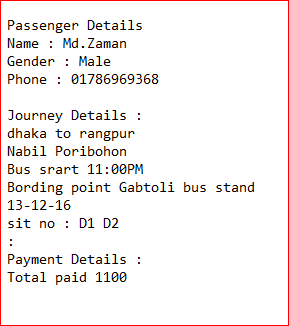 Passenger Details
Name : Md.Zaman
Gender : Male
Phone : 01786969368
Journey Details :
dhaka to rangpur
Nabil Poribohon
Bus srart 11:00PM
Bording point Gabtoli bus stand
13-12-16
sit no : D1 D2
:
Payment Details :
Total paid 1100